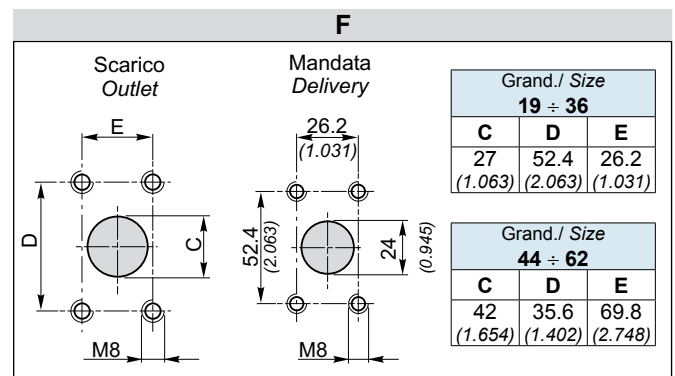 F
Scarico
Outlet
E
D
C
M8
Mandata
Delivery
26.2
(1.031)
52.4
(2.063)
24
(0.945)
M8
Grand./ Size
19 ÷ 36
C D E
27 52.4 26.2
(1.063) (2.063) (1.031)
Grand./ Size
44 ÷ 62
C D E
42 35.6 69.8
(1.654) (1.402) (2.748)